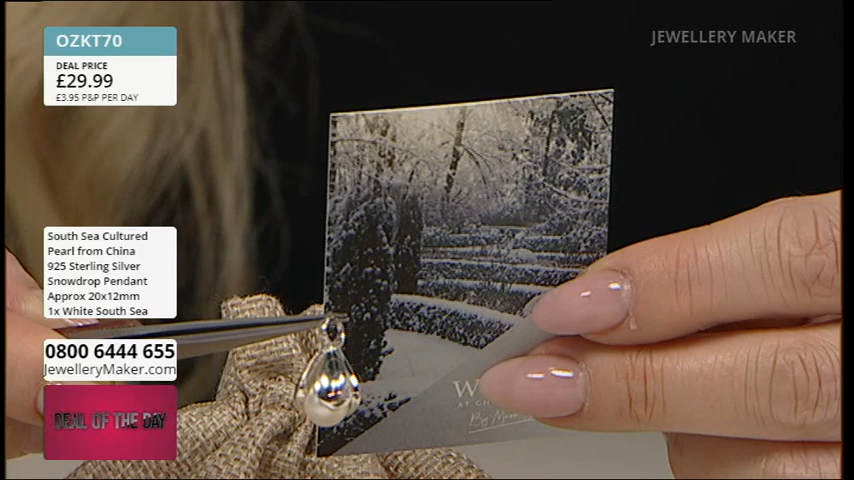 OZKT70
DEAL PRICE
£29.99
£3.95 P&P PER DAY
JEWELLERY MAKER
South Sea Cultured
Pearl from China
925 Sterling Silver
Snowdrop Pendant
Approx 20x12mm
1x White South Sea
0800 6444 655
JewelleryMaker.com
DEAL OF THE DAY